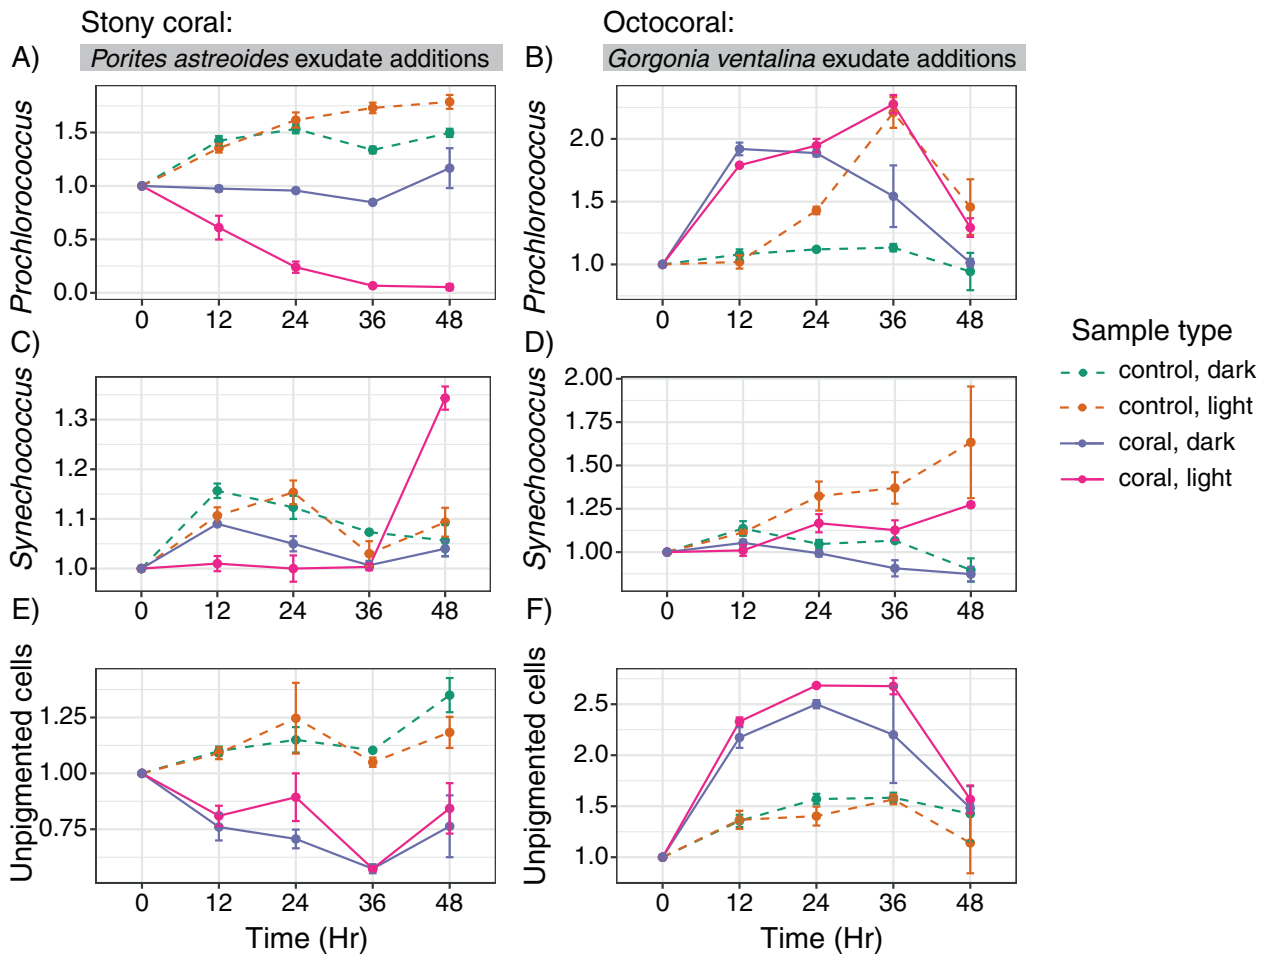 Stony coral:
Octocoral:
A)
Porites astreoides exudate additions
B)
Gorgonia ventalina exudate additions
Prochlorococcus
1.5
1.0
0.5
0.0
0 12 24 36 48
Prochlorococcus
2.0
1.5
1.0
0 12 24 36 48
C)
Synechococcus
1.3
1.2
1.1
1.0
0 12 24 36 48
D)
Synechococcus
2.00
1.75
1.50
1.25
1.00
0 12 24 36 48
E)
Unpigmented cells
1.25
1.00
0.75
0 12 24 36 48
Time (Hr)
F)
Unpigmented cells
2.5
2.0
1.5
1.0
0 12 24 36 48
Time (Hr)
Sample type
control, dark
control, light
coral, dark
coral, light